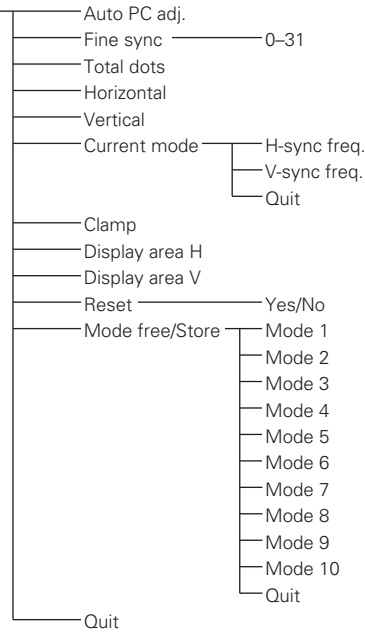 Auto PC adj.
Fine sync 0–31
Total dots
Horizontal
Vertical
Current mode H-sync freq.
V-sync freq.
Quit
Clamp
Display area H
Display area V
Reset Yes/No
Mode free/Store Mode 1
Mode 2
Mode 3
Mode 4
Mode 5
Mode 6
Mode 7
Mode 8
Mode 9
Mode 10
Quit
Quit